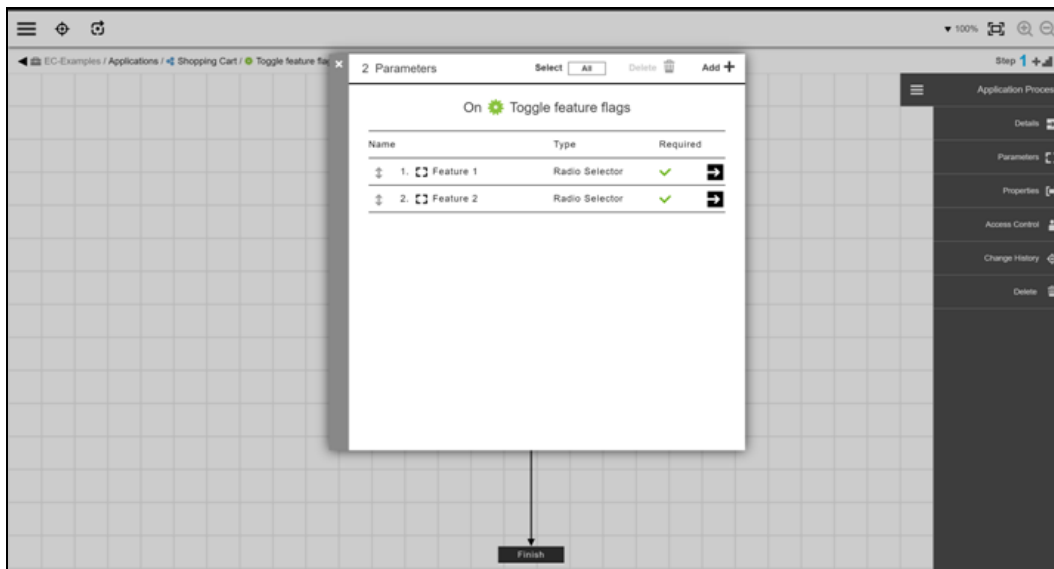 100%
EC-Examples / Applications / Shopping Cart / Toggle feature fla
Step 1
2 Parameters Select All Delete Add
Application Proces
On Toggle feature flags
Details
Name Type Required
Parameters
1. Feature 1 Radio Selector
Properties
2. Feature 2 Radio Selector
Access Control
Change History
Delete
Finish